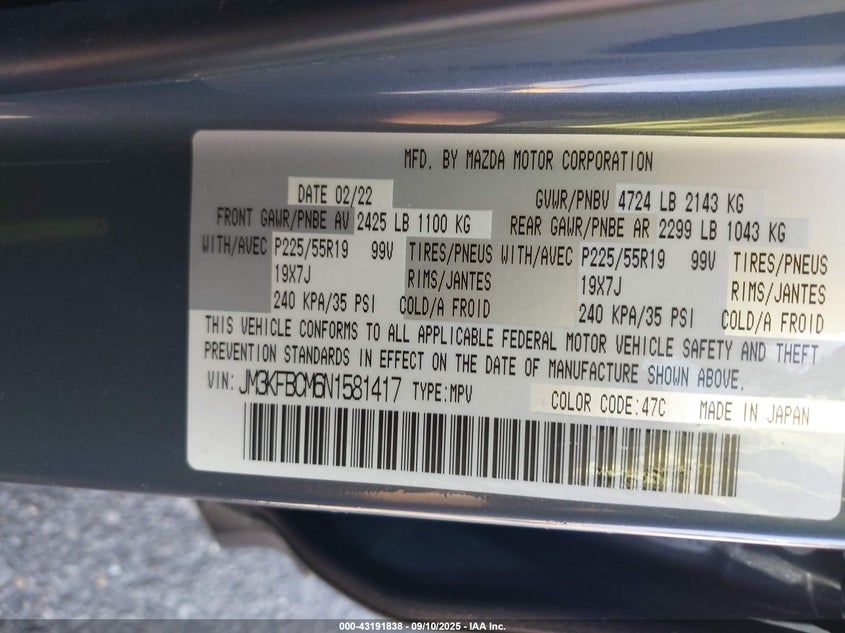 MFD. BY MAZDA MOTOR CORPORATION
DATE 02/22 GVWR/PNBV 4724 LB 2143 KG
FRONT GAWR/PNBE AV 2425 LB 1100 KG REAR GAWR/PNBE AR 2299 LB 1043 KG
WITH/AVEC P225/55R19 99V TIRES/PNEUS WITH/AVEC P225/55R19 99V TIRES/PNEUS
19X7J RIMS/JANTES 19X7J RIMS/JANTES
240 KPA/35 PSI COLD/A FROID 240 KPA/35 PSI COLD/A FROID
THIS VEHICLE CONFORMS TO ALL APPLICABLE FEDERAL MOTOR VEHICLE SAFETY AND THEFT
PREVENTION STANDARDS IN EFFECT ON THE DATE OF MANUFACTURE SHOWN ABOVE.
VIN: JM3KFBCM6N1581417 TYPE:MPV COLOR CODE:47C MADE IN JAPAN
000-43191838 - 09/10/2025 - IAA Inc.